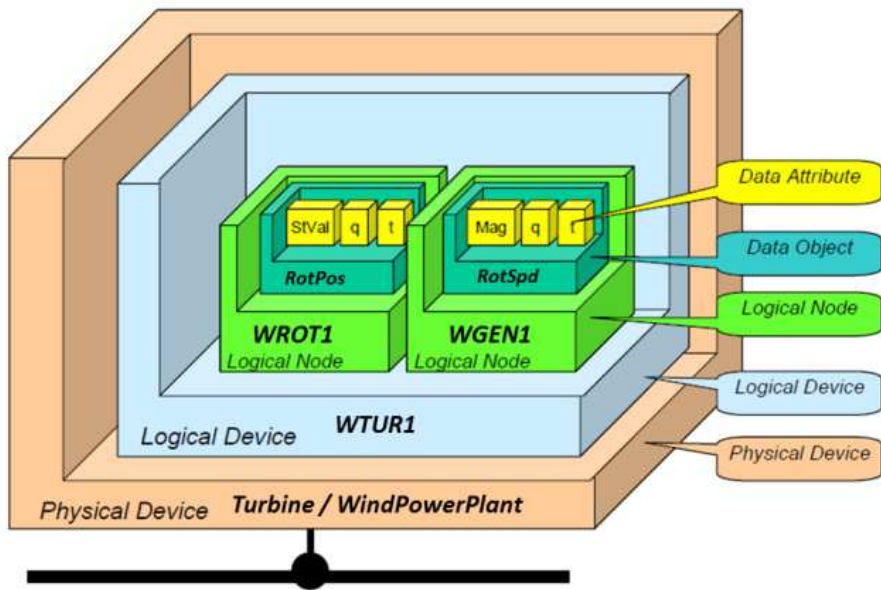 StVal q t
Mag q t
RotPos
RotSpd
WROT1
Logical Node
WGEN1
Logical Node
Logical Device
WTUR1
Physical Device
Turbine / WindPowerPlant
Data Attribute
Data Object
Logical Node
Logical Device
Physical Device